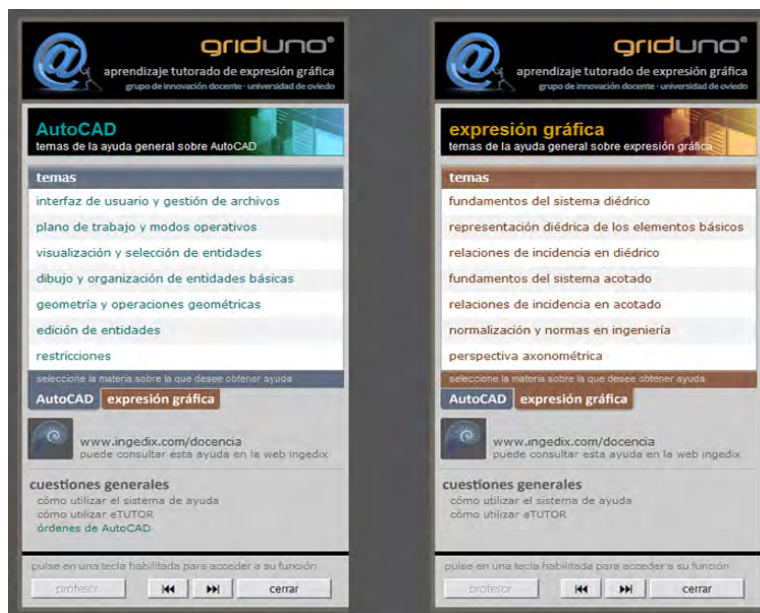 griduno®
aprendizaje tutorado de expresión gráfica
grupo de innovación docente · universidad de oviedo
AutoCAD
temas de la ayuda general sobre AutoCAD
temas
interfaz de usuario y gestión de archivos
plano de trabajo y modos operativos
visualización y selección de entidades
dibujo y organización de entidades básicas
geometría y operaciones geométricas
edición de entidades
restricciones
seleccione la materia sobre la que desee obtener ayuda
AutoCAD expresión gráfica
www.ingedix.com/docencia
puede consultar esta ayuda en la web ingedix
cuestiones generales
cómo utilizar el sistema de ayuda
cómo utilizar eTUTOR
órdenes de AutoCAD
pulse en una tecla habilitada para acceder a su función
profesor cerrar
griduno®
aprendizaje tutorado de expresión gráfica
grupo de innovación docente · universidad de oviedo
expresión gráfica
temas de la ayuda general sobre expresión gráfica
temas
fundamentos del sistema diédrico
representación diédrica de los elementos básicos
relaciones de incidencia en diédrico
fundamentos del sistema acotado
relaciones de incidencia en acotado
normalización y normas en ingeniería
perspectiva axonométrica
seleccione la materia sobre la que desee obtener ayuda
AutoCAD expresión gráfica
www.ingedix.com/docencia
puede consultar esta ayuda en la web ingedix
cuestiones generales
cómo utilizar el sistema de ayuda
cómo utilizar eTUTOR
pulse en una tecla habilitada para acceder a su función
profesor cerrar